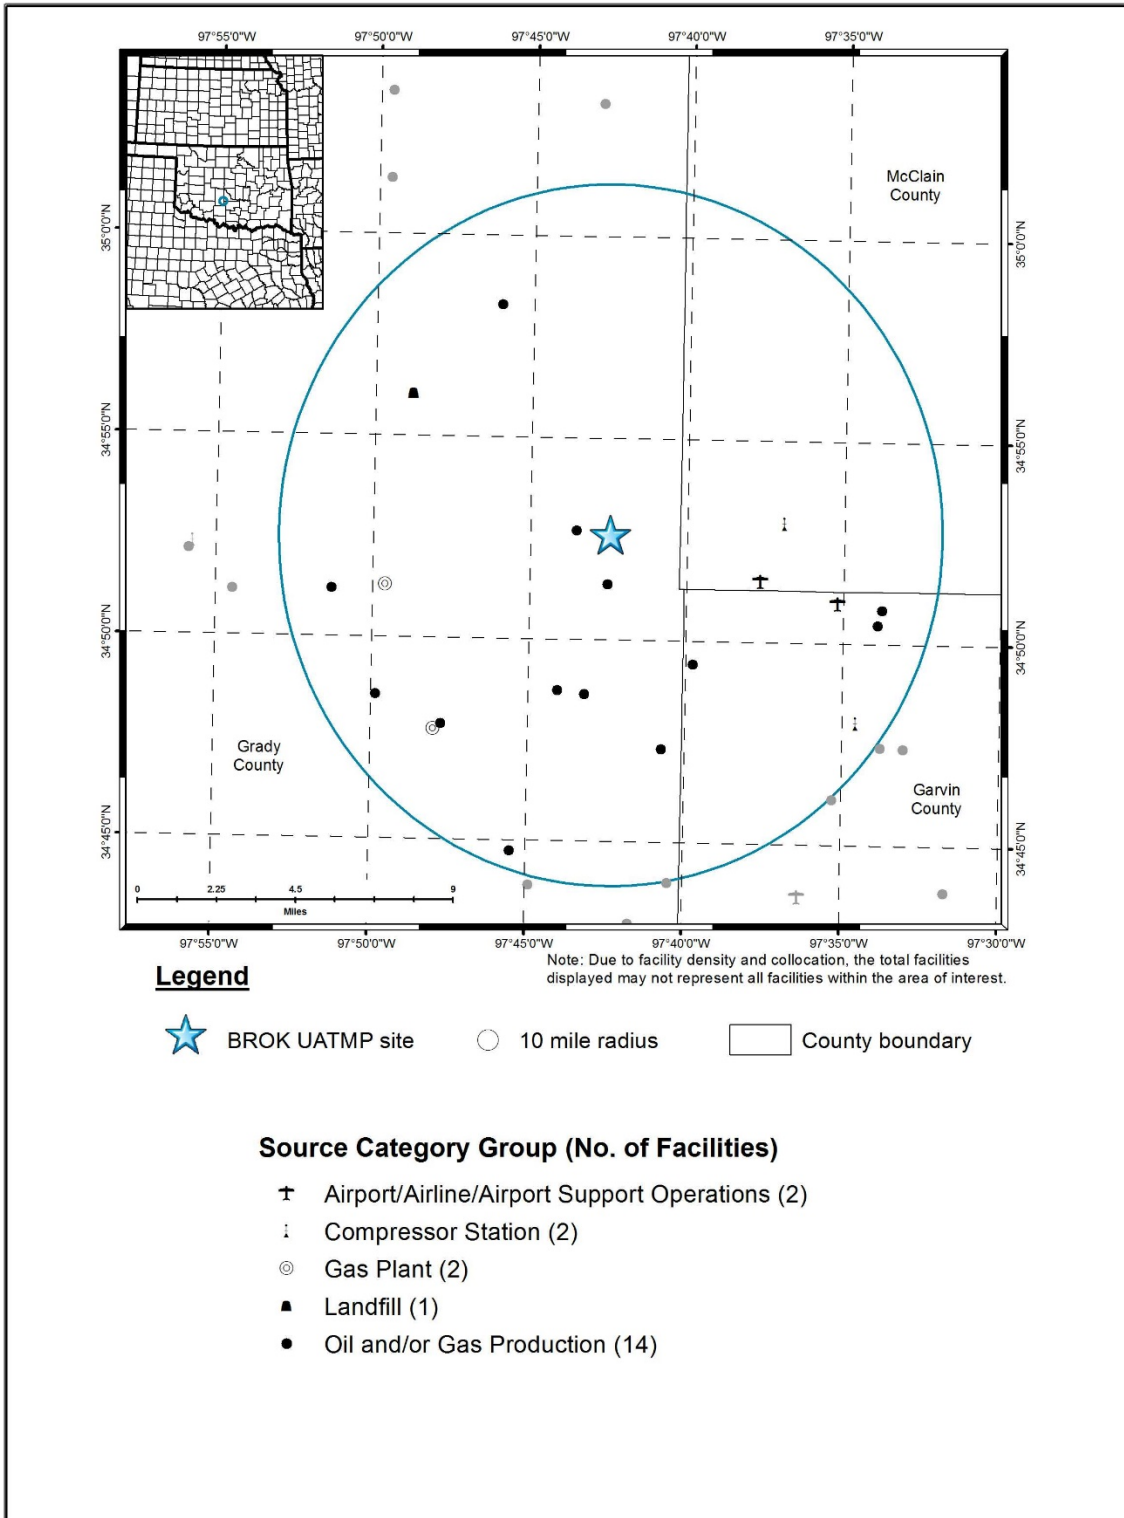 97°55'0"W 97°50'0"W 97°45'0"W 97°40'0"W 97°35'0"W
McClain
County
35°0'0"N
35°0'0"N
34°55'0"N
34°55'0"N
34°50'0"N
34°50'0"N
Grady
County
Garvin
County
34°45'0"N
34°45'0"N
0 2.25 4.5 9
Miles
97°55'0"W 97°50'0"W 97°45'0"W 97°40'0"W 97°35'0"W 97°30'0"W
Note: Due to facility density and collocation, the total facilities
displayed may not represent all facilities within the area of interest.
Legend
BROK UATMP site 10 mile radius County boundary
Source Category Group (No. of Facilities)
Airport/Airline/Airport Support Operations (2)
Compressor Station (2)
Gas Plant (2)
Landfill (1)
Oil and/or Gas Production (14)